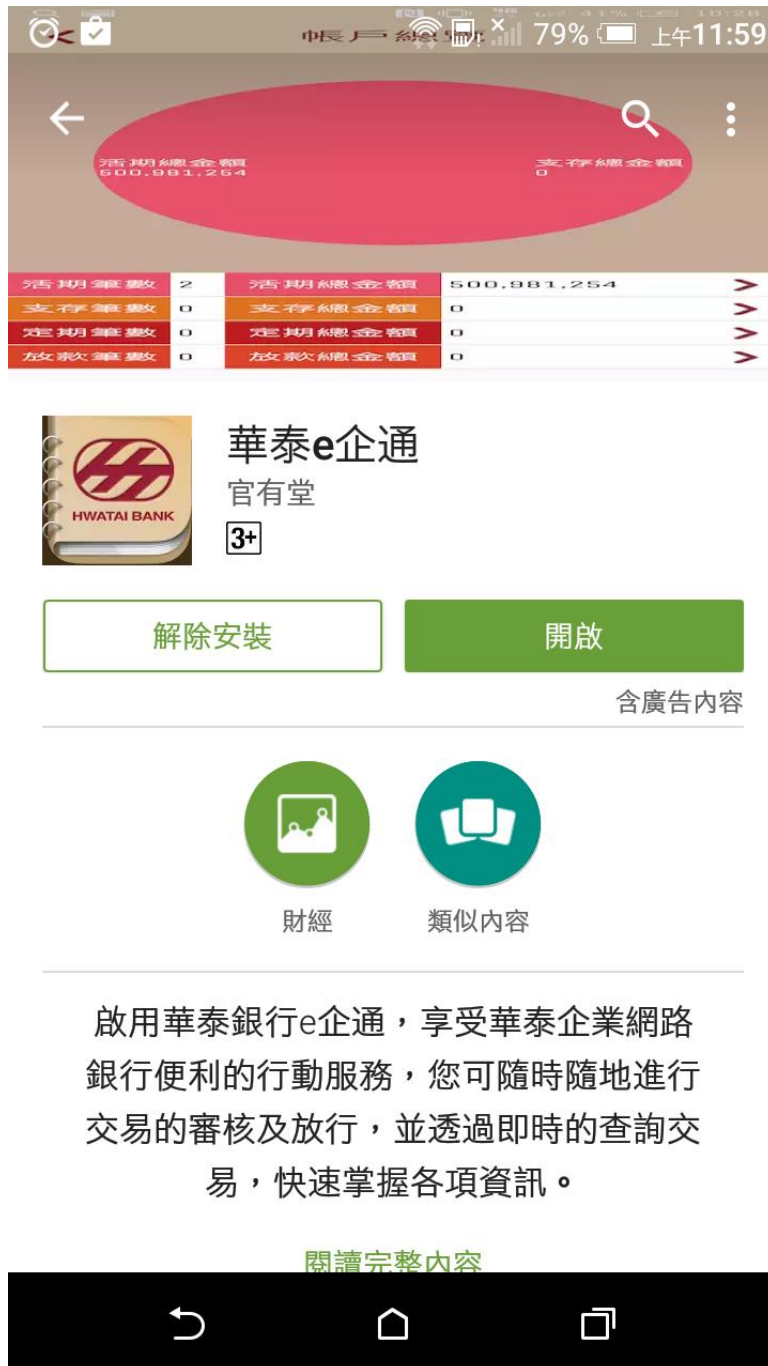 帳戶總覽
79% 上午11:59
活期總金額
500,981,254
支存總金額
0
活期筆數 2 活期總金額 500,981,254
支存筆數 0 支存總金額 0
定期筆數 0 定期總金額 0
放款筆數 0 放款總金額 0
HWATAI BANK
華泰e企通
官有堂
3+
解除安裝
開啟
含廣告內容
財經
類似內容
啟用華泰銀行e企通，享受華泰企業網路
銀行便利的行動服務，您可隨時隨地進行
交易的審核及放行，並透過即時的查詢交
易，快速掌握各項資訊。
閱讀完整內容